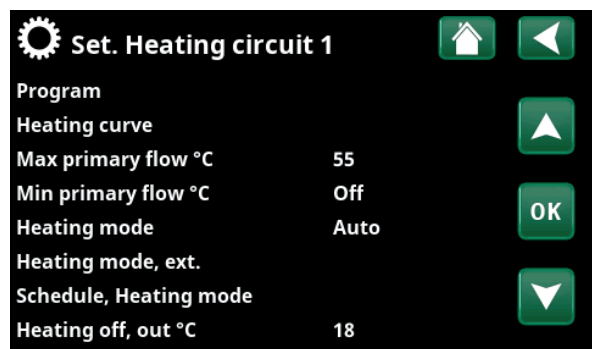 Set. Heating circuit 1
Program
Heating curve
Max primary flow °C 55
Min primary flow °C Off
Heating mode Auto
OK
Heating mode, ext.
Schedule, Heating mode
Heating off, out °C 18